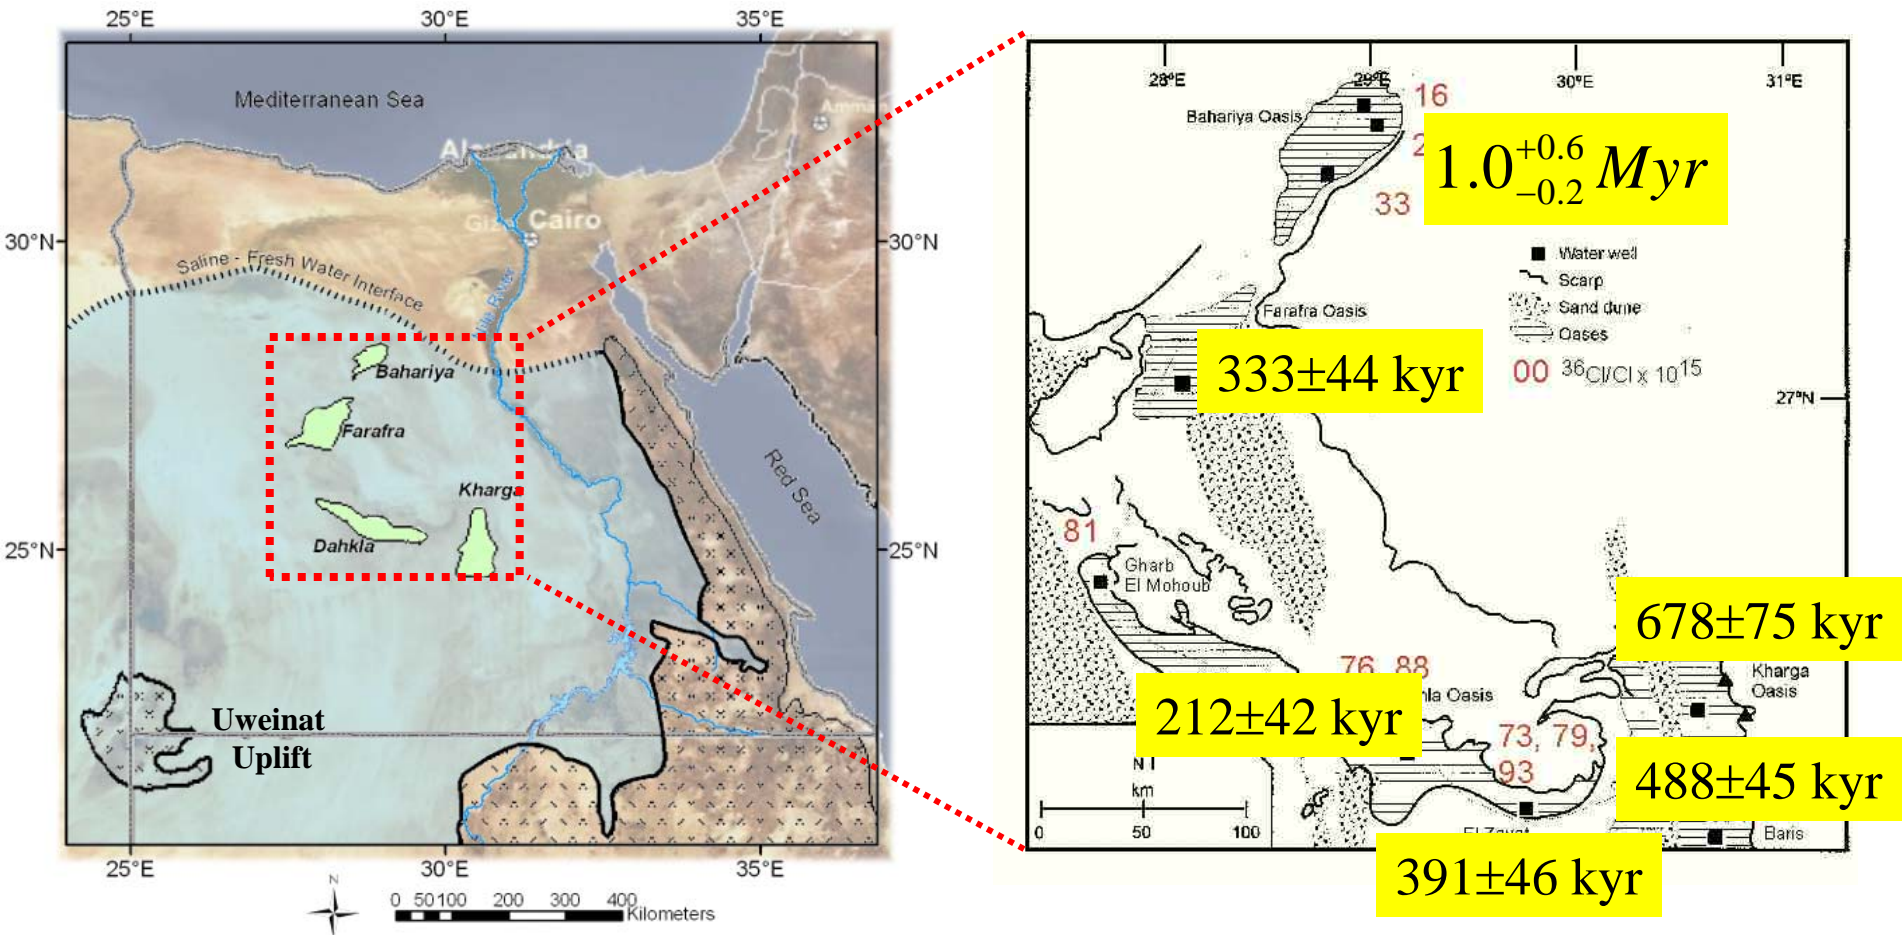 25°E
30°E
35°E
Mediterranean Sea
Amman
Cairo
30°N
30°N
Saline - Fresh Water Interface
Nile River
Bahariya
Farafra
Kharga
Dahkla
Red Sea
25°N
25°N
Uweinat
Uplift
25°E
30°E
35°E
N
0 50 100 200 300 400
Kilometers
28°E
29°E
30°E
31°E
16
Bahariya Oasis
1.0 +0.6 −0.2 Myr
33
Water well
Scarp
Sand dune
Oases
00 36Cl/Cl x 10^15
Farafra Oasis
333±44 kyr
27°N
81
Gharb
El Mohoub
678±75 kyr
76, 88
Kharga
Oasis
Oasis
212±42 kyr
73, 79,
93
488±45 kyr
N
km
0 50 100
Baris
391±46 kyr